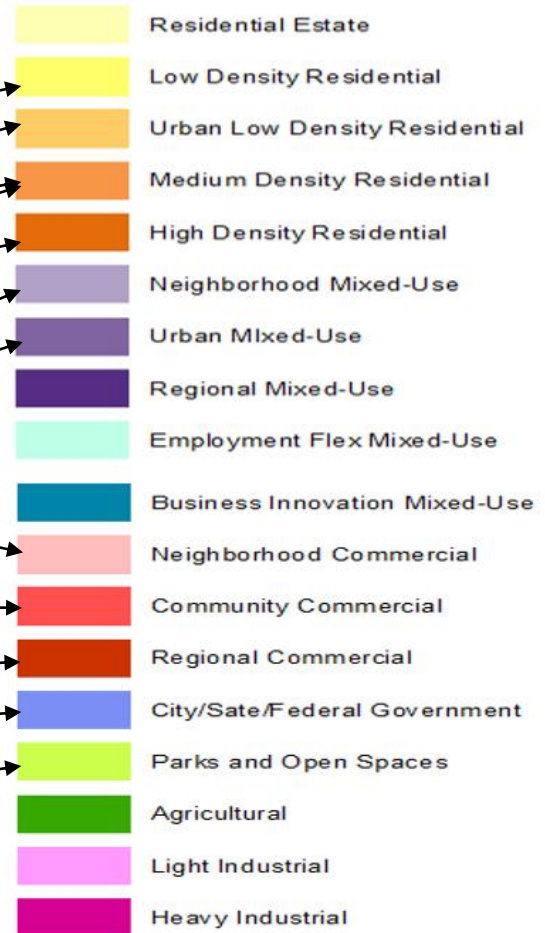 Residential Estate
Low Density Residential
Urban Low Density Residential
Medium Density Residential
High Density Residential
Neighborhood Mixed-Use
Urban MIxed-Use
Regional Mixed-Use
Employment Flex Mixed-Use
Business Innovation Mixed-Use
Neighborhood Commercial
Community Commercial
Regional Commercial
City/Sate/Federal Government
Parks and Open Spaces
Agricultural
Light Industrial
Heavy Industrial